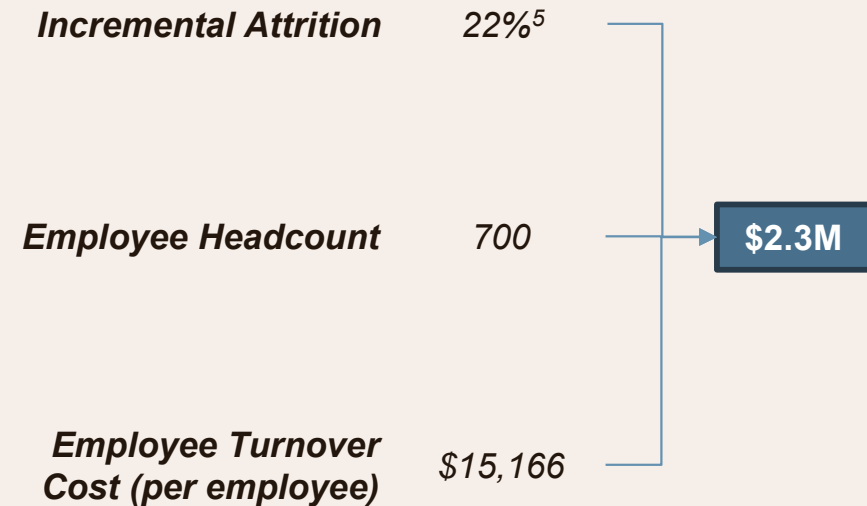 Incremental Attrition 22%⁵
Employee Headcount 700
$2.3M
Employee Turnover
Cost (per employee) $15,166